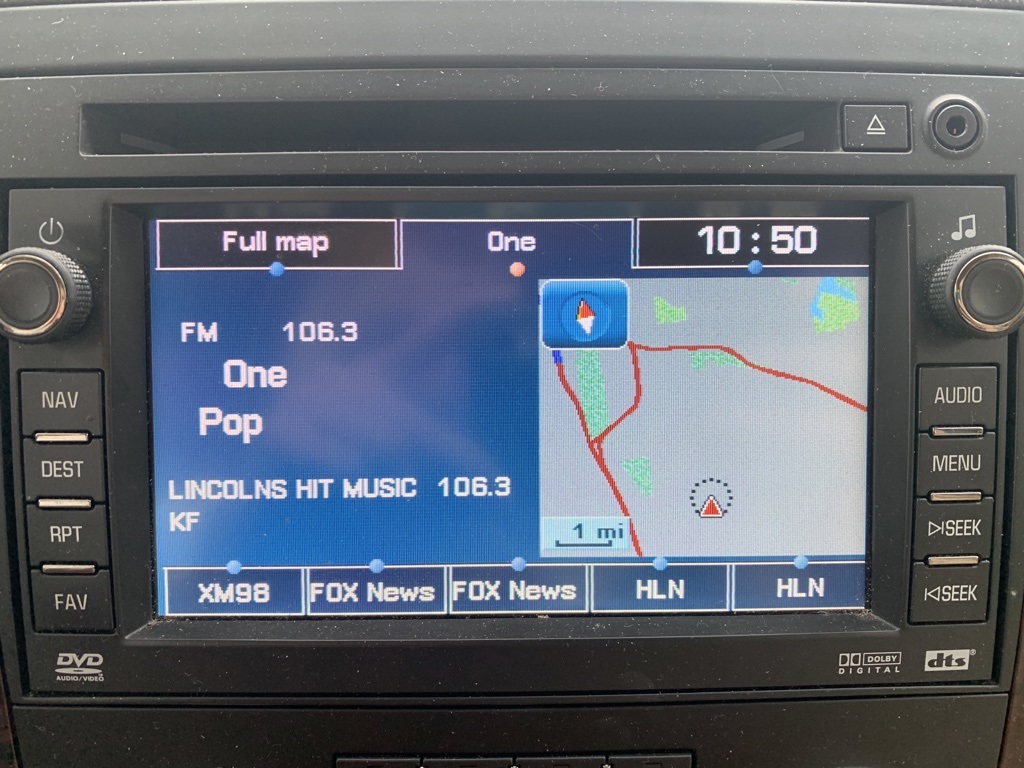 Full map
One
10:50
FM 106.3
One
Pop
LINCOLNS HIT MUSIC 106.3
KF
1 mi
XM98
FOX News
FOX News
HLN
HLN
NAV
DEST
RPT
FAV
AUDIO
MENU
SEEK
SEEK
DVD
AUDIO/VIDEO
DOLBY
DIGITAL
dts®